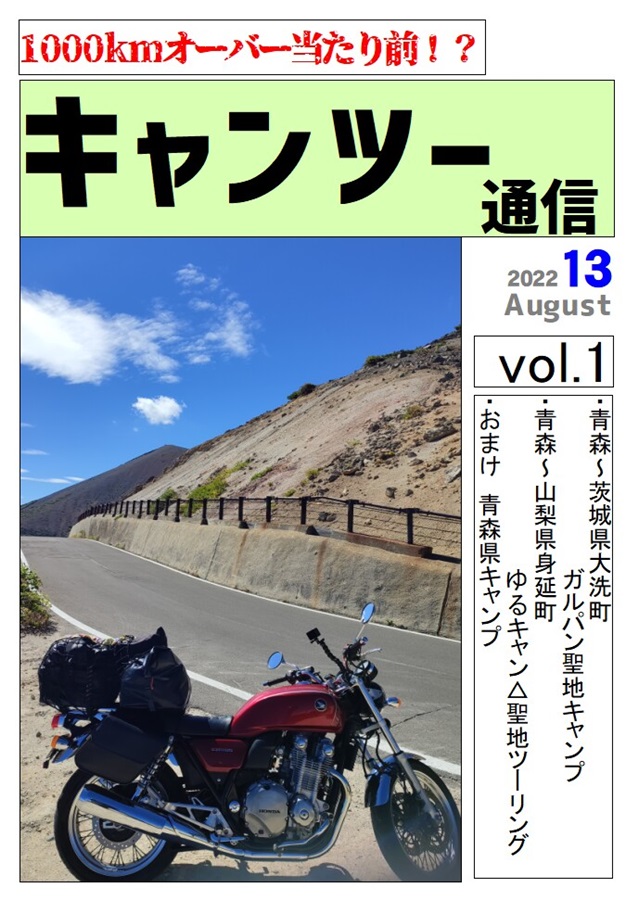 1000kmオーバー当たり前！？
キャンツー
通信
2022 13
August
vol.1
・青森～茨城県大洗町
ガルパン聖地キャンプ
・青森～山梨県身延町
ゆるキャン△聖地ツーリング
・おまけ 青森県キャンプ
HONDA